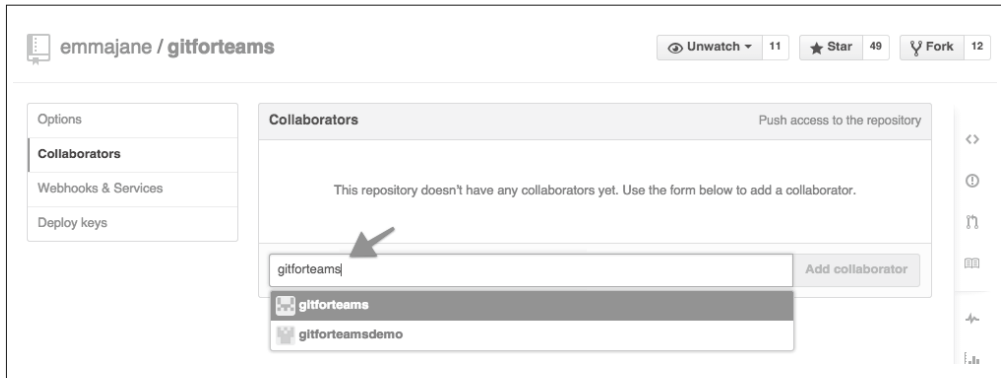 emmajane / gitforteams
Unwatch 11 Star 49 Fork 12
Options
Collaborators
Webhooks & Services
Deploy keys
Collaborators Push access to the repository
This repository doesn't have any collaborators yet. Use the form below to add a collaborator.
gitforteams Add collaborator
gitforteams
gitforteamsdemo